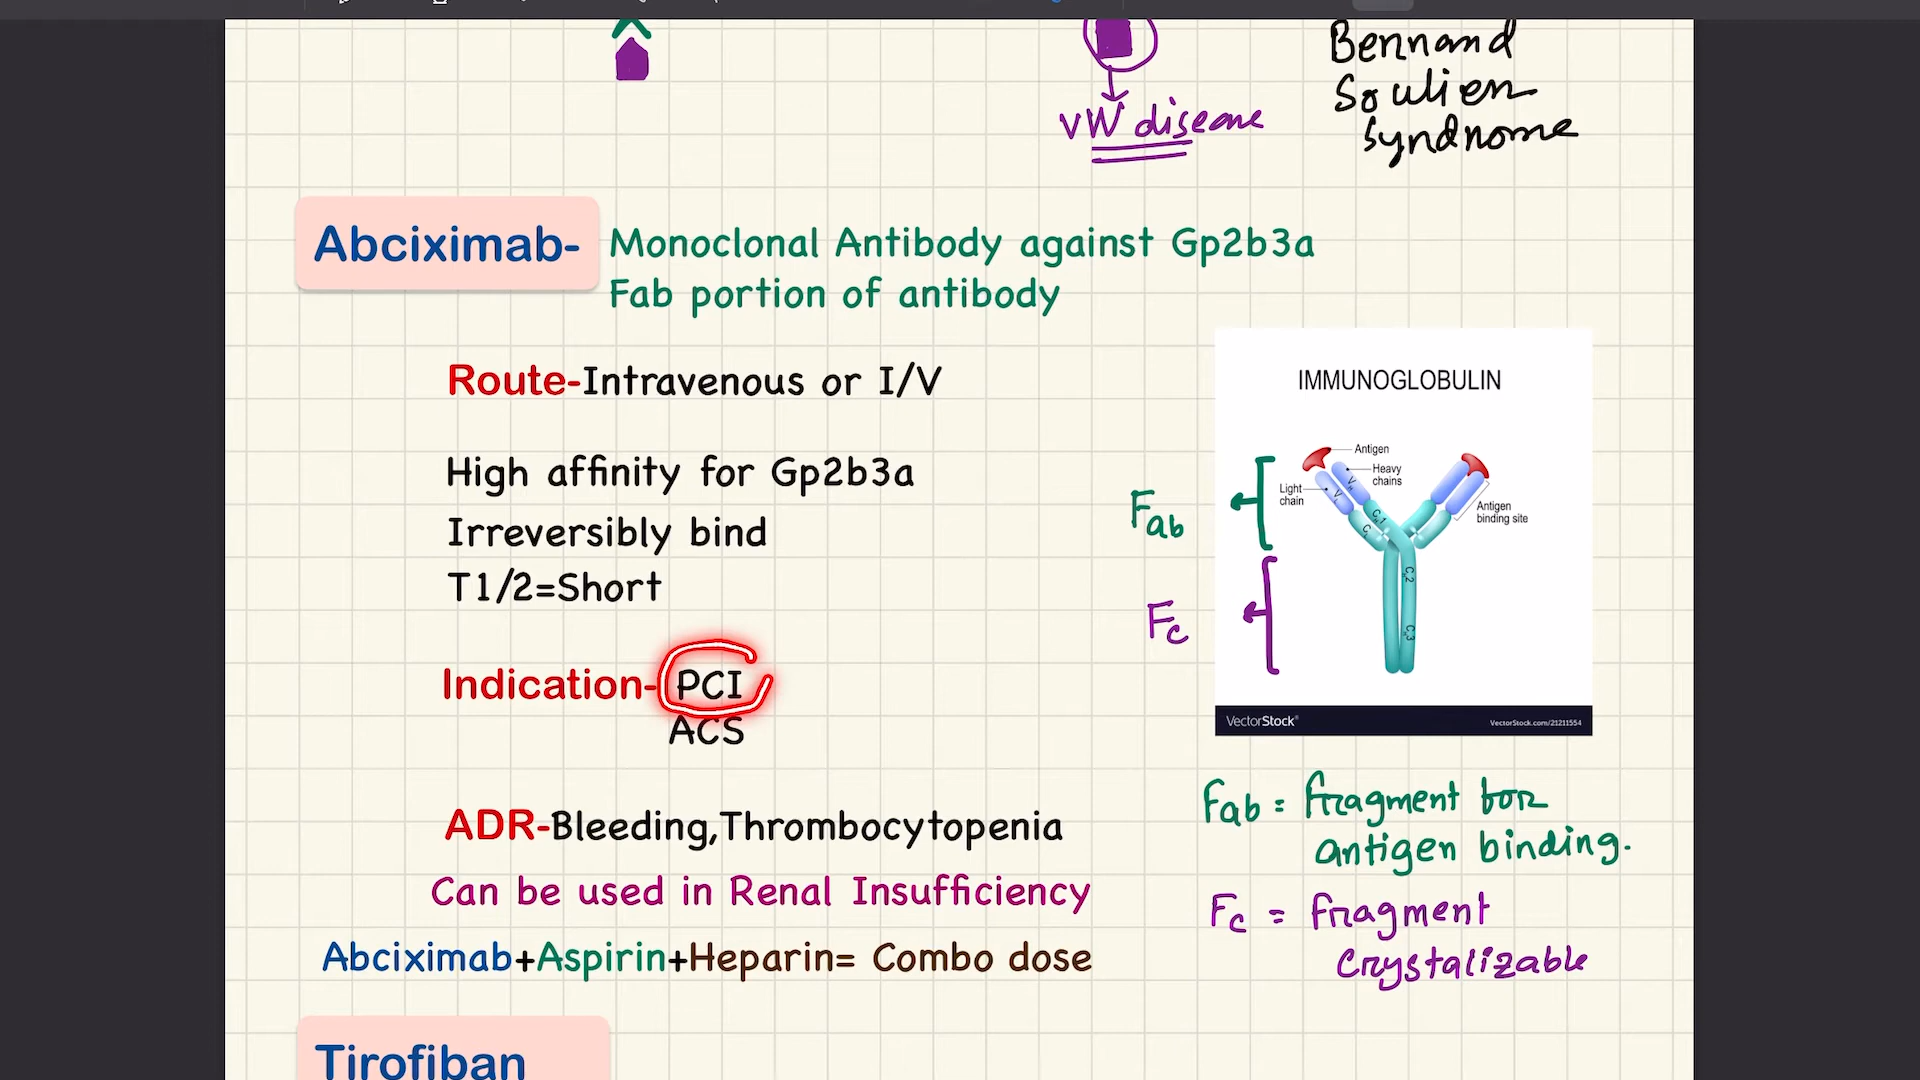 Bernard
Soulier
Syndrome
vW disease
Abciximab- Monoclonal Antibody against Gp2b3a
Fab portion of antibody
Route-Intravenous or I/V
High affinity for Gp2b3a
Irreversibly bind
T1/2=Short
Indication- PCI
ACS
ADR-Bleeding,Thrombocytopenia
Can be used in Renal Insufficiency
Abciximab+Aspirin+Heparin= Combo dose
Tirofiban
IMMUNOGLOBULIN
Antigen
Heavy
chains
Light
chain
Antigen
binding site
Fab
Fc
VectorStock®
VectorStock.com/21211554
Fab = fragment for
antigen binding.
Fc = fragment
crystalizable